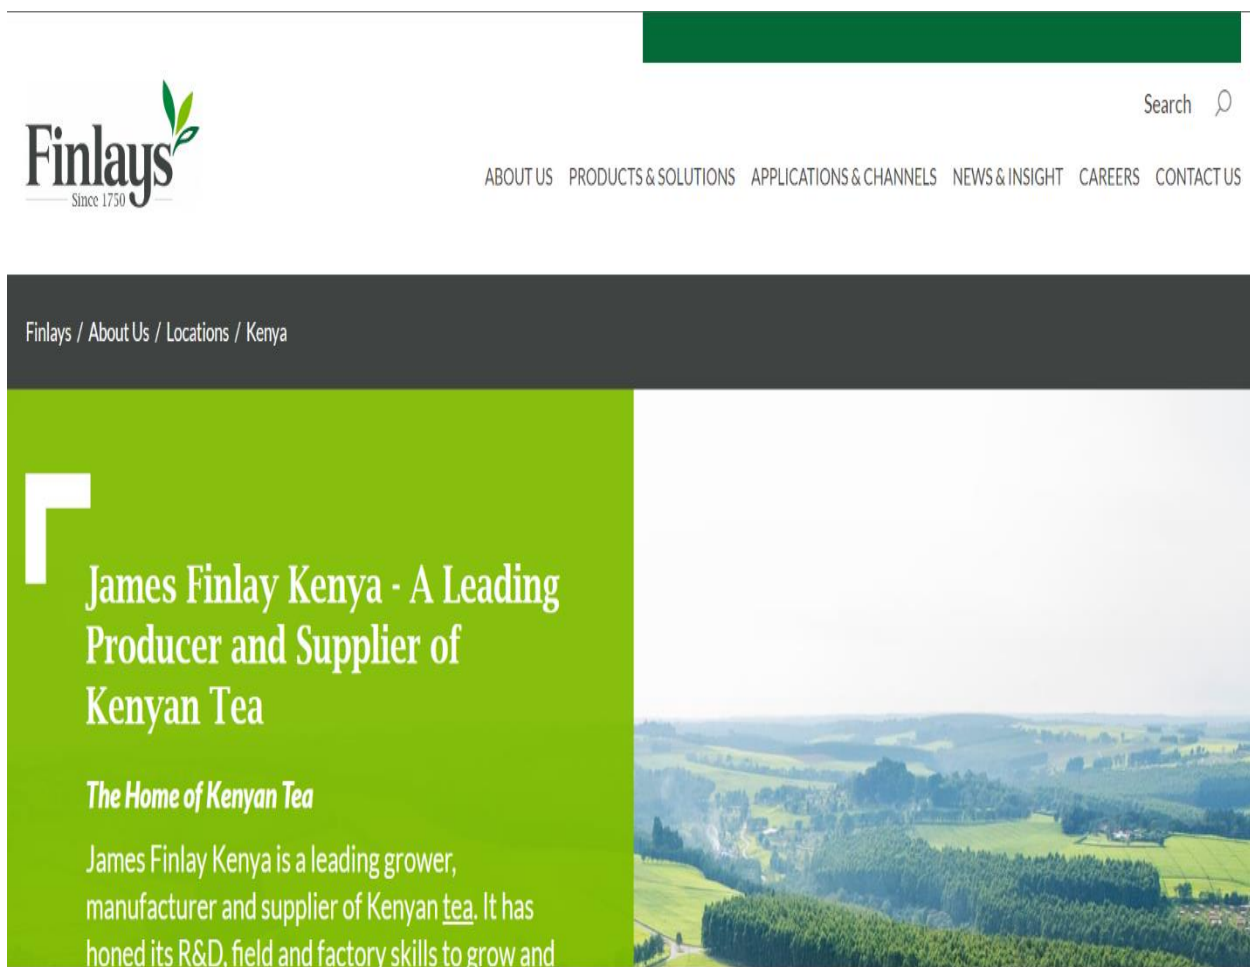 Finlays
Since 1750
Search
ABOUT US PRODUCTS & SOLUTIONS APPLICATIONS & CHANNELS NEWS & INSIGHT CAREERS CONTACT US
Finlays / About Us / Locations / Kenya
James Finlay Kenya - A Leading
Producer and Supplier of
Kenyan Tea
The Home of Kenyan Tea
James Finlay Kenya is a leading grower,
manufacturer and supplier of Kenyan tea. It has
honed its R&D, field and factory skills to grow and